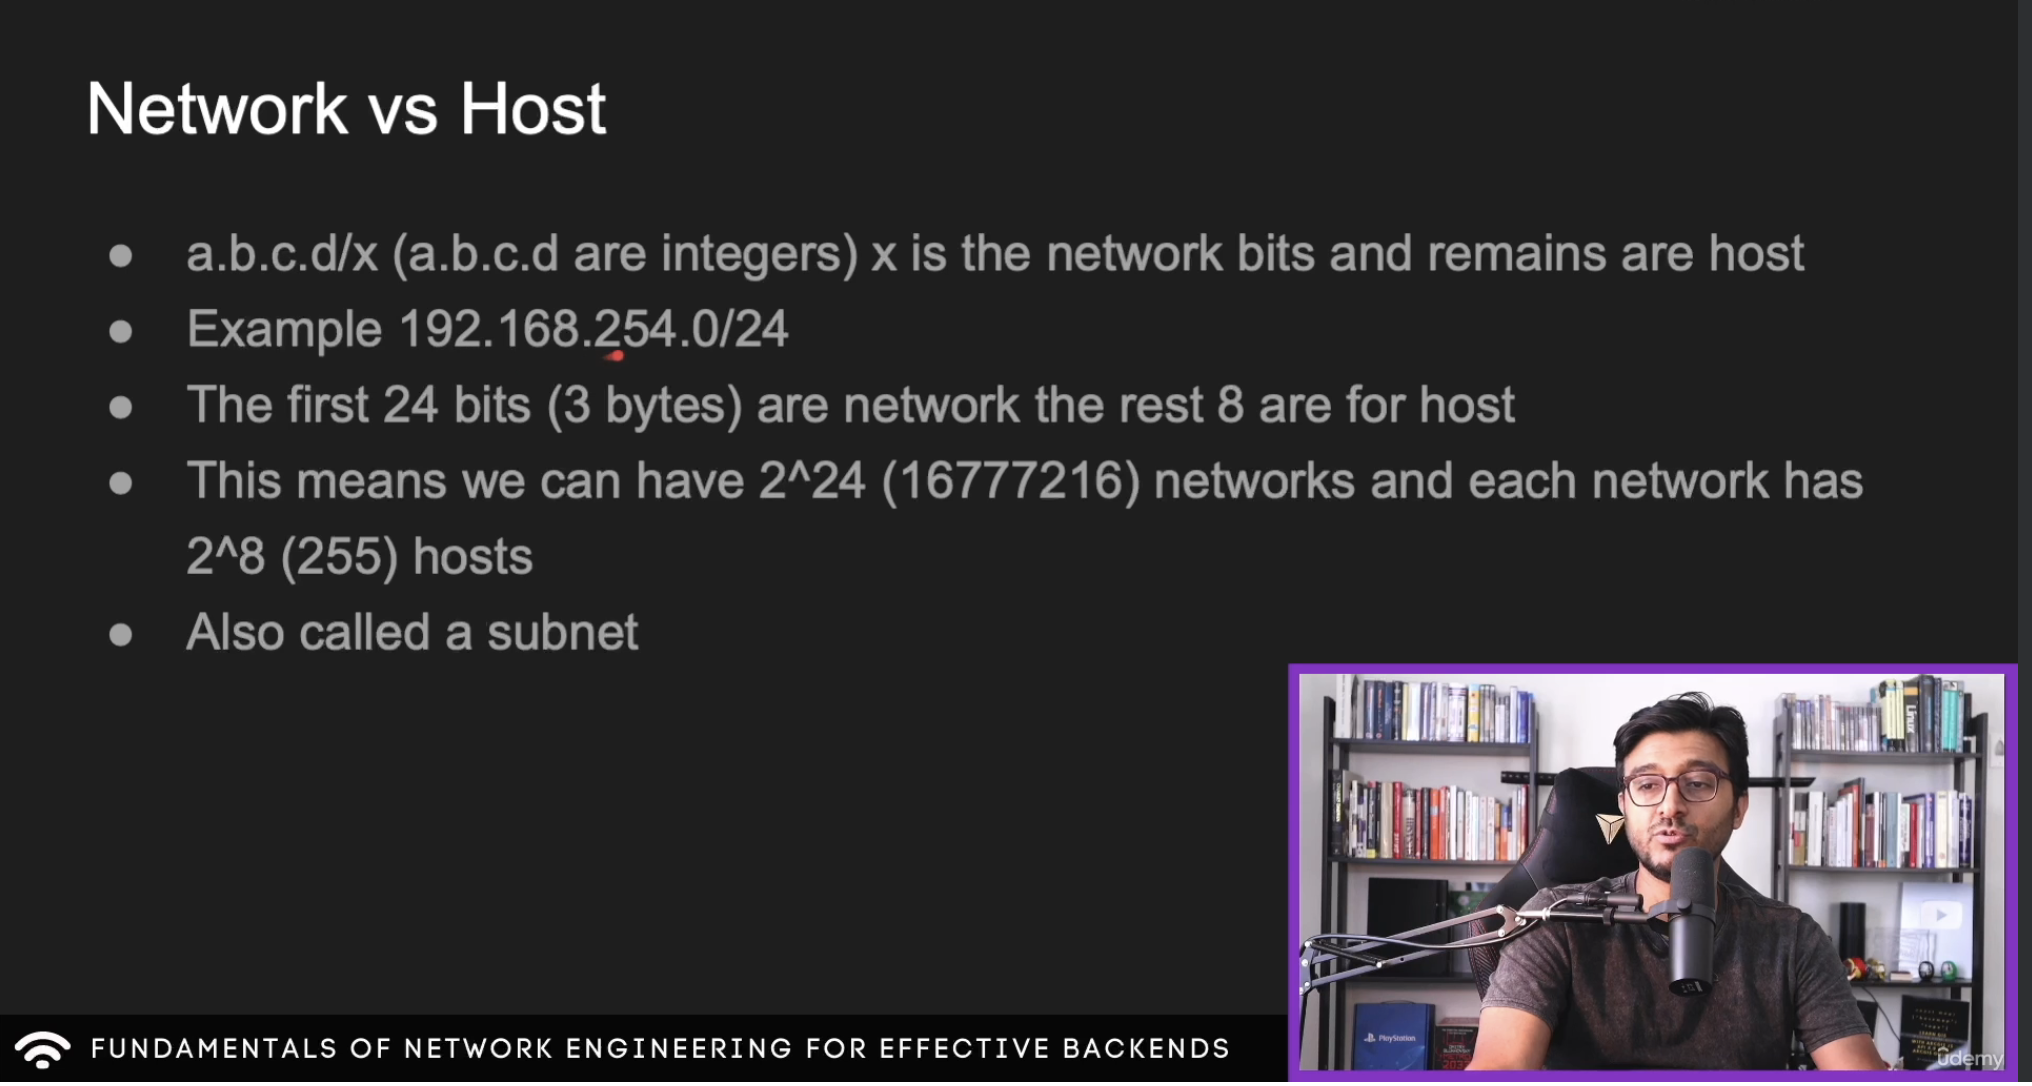 Network vs Host
● a.b.c.d/x (a.b.c.d are integers) x is the network bits and remains are host
● Example 192.168.254.0/24
● The first 24 bits (3 bytes) are network the rest 8 are for host
● This means we can have 2^24 (16777216) networks and each network has
2^8 (255) hosts
● Also called a subnet
Linux
PlayStation
FUNDAMENTALS OF NETWORK ENGINEERING FOR EFFECTIVE BACKENDS
udemy